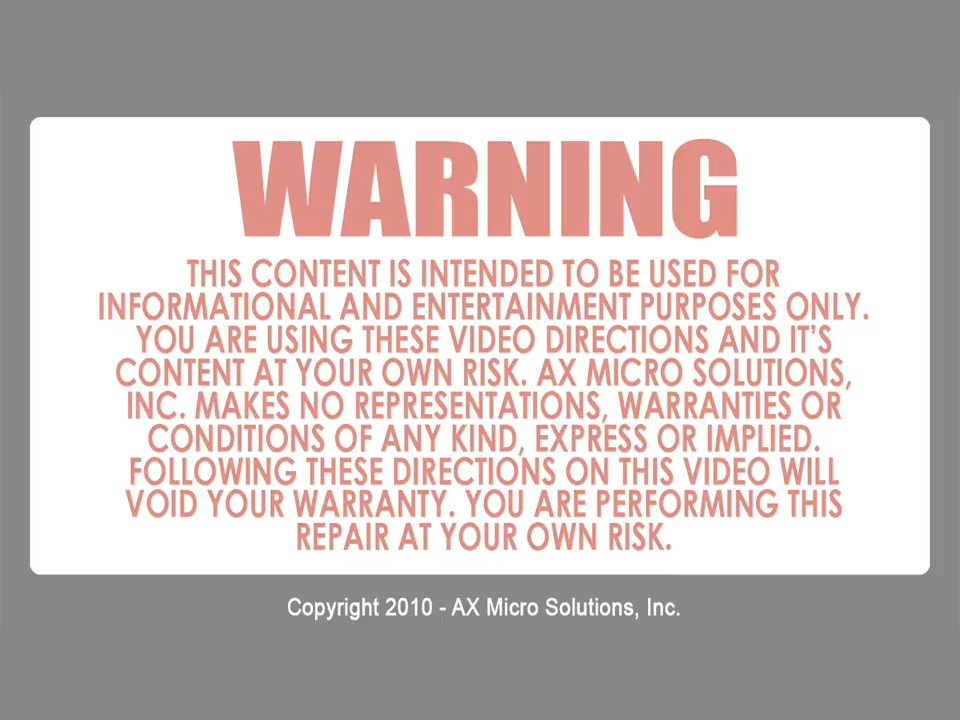 WARNING
THIS CONTENT IS INTENDED TO BE USED FOR
INFORMATIONAL AND ENTERTAINMENT PURPOSES ONLY.
YOU ARE USING THESE VIDEO DIRECTIONS AND IT'S
CONTENT AT YOUR OWN RISK. AX MICRO SOLUTIONS,
INC. MAKES NO REPRESENTATIONS, WARRANTIES OR
CONDITIONS OF ANY KIND, EXPRESS OR IMPLIED.
FOLLOWING THESE DIRECTIONS ON THIS VIDEO WILL
VOID YOUR WARRANTY. YOU ARE PERFORMING THIS
REPAIR AT YOUR OWN RISK.
Copyright 2010 - AX Micro Solutions, Inc.